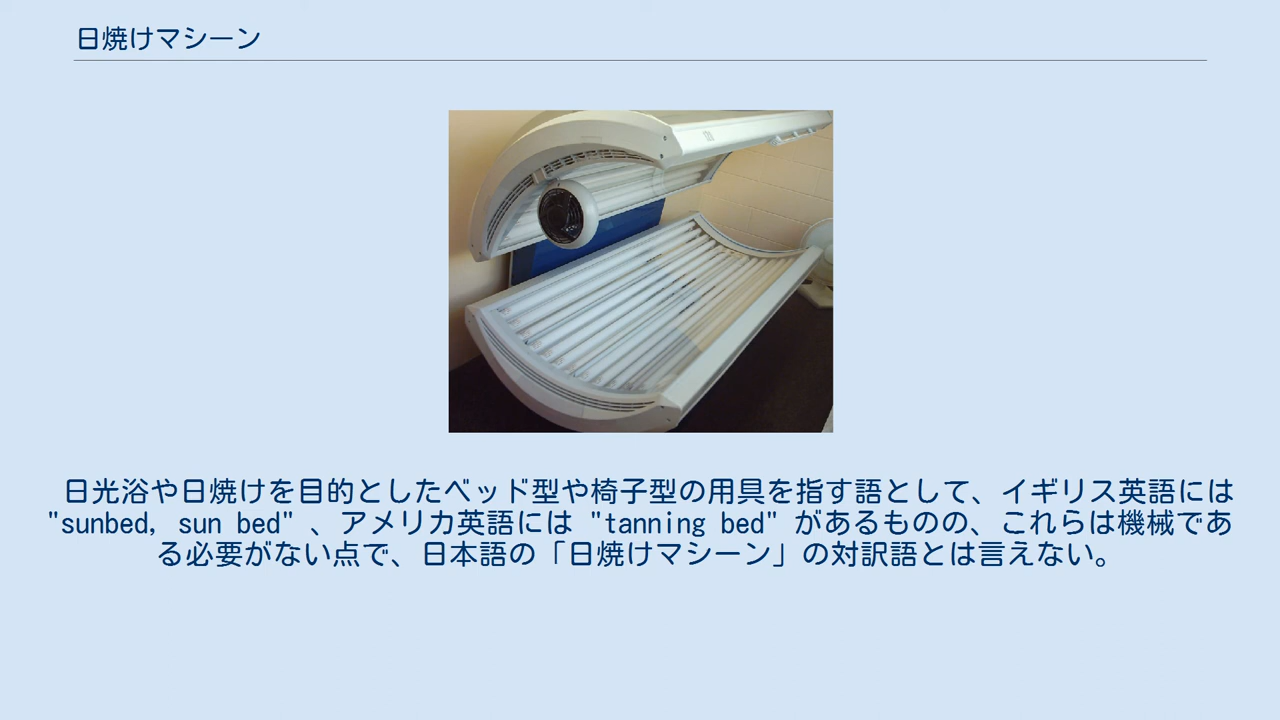 日焼けマシーン
日光浴や日焼けを目的としたベッド型や椅子型の用具を指す語として、イギリス英語には
"sunbed, sun bed" 、アメリカ英語には "tanning bed" があるものの、これらは機械であ
る必要がない点で、日本語の「日焼けマシーン」の対訳語とは言えない。